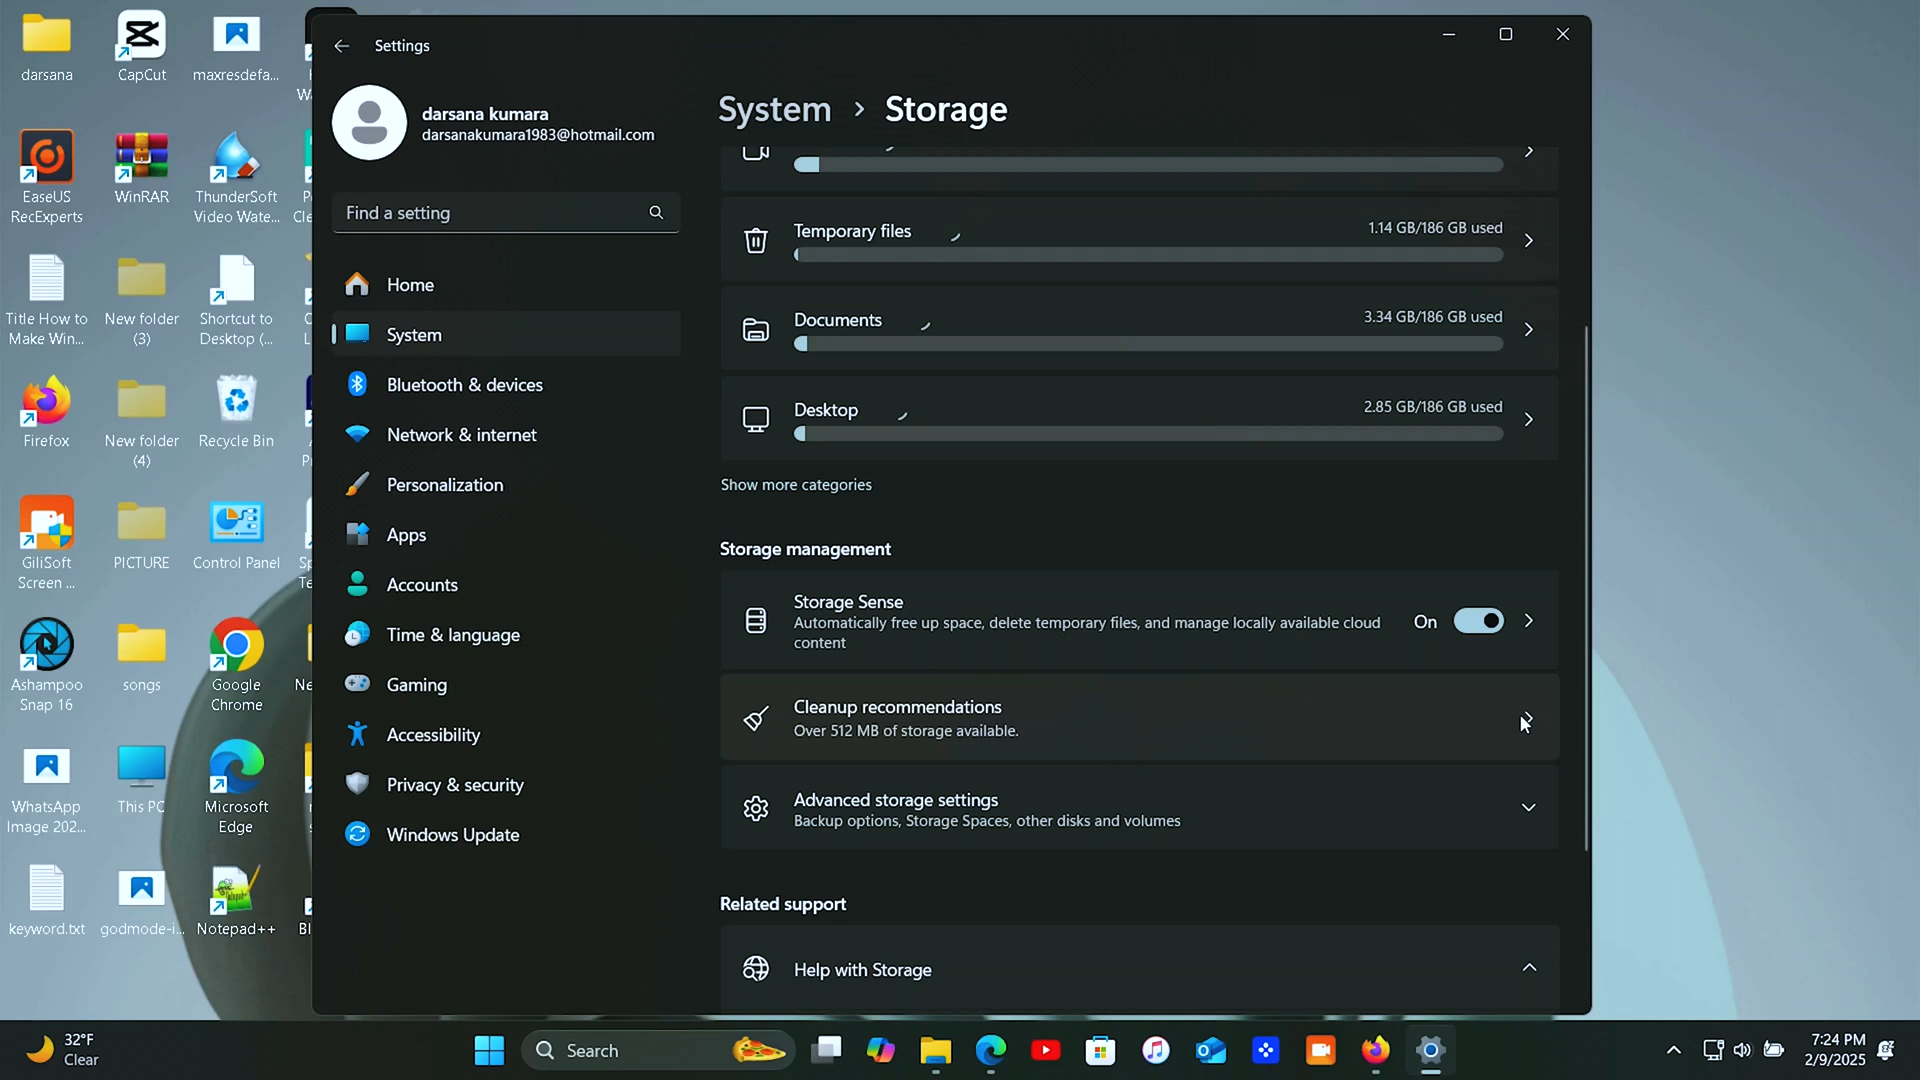 Settings
darsana kumara
darsanakumara1983@hotmail.com
Find a setting
Home
System
Bluetooth & devices
Network & internet
Personalization
Apps
Accounts
Time & language
Gaming
Accessibility
Privacy & security
Windows Update
System > Storage
Temporary files
1.14 GB/186 GB used
Documents
3.34 GB/186 GB used
Desktop
2.85 GB/186 GB used
Show more categories
Storage management
Storage Sense
Automatically free up space, delete temporary files, and manage locally available cloud
content
On
Cleanup recommendations
Over 512 MB of storage available.
Advanced storage settings
Backup options, Storage Spaces, other disks and volumes
Related support
Help with Storage
darsana
CapCut
maxresdefa...
EaseUS
RecExperts
WinRAR
ThunderSoft
Video Wate...
Title How to
Make Win...
New folder
(3)
Shortcut to
Desktop (...
Firefox
New folder
(4)
Recycle Bin
GiliSoft
Screen ...
PICTURE
Control Panel
Ashampoo
Snap 16
songs
Google
Chrome
WhatsApp
Image 202...
This PC
Microsoft
Edge
keyword.txt
godmode-i...
Notepad++
32°F
Clear
Search
7:24 PM
2/9/2025